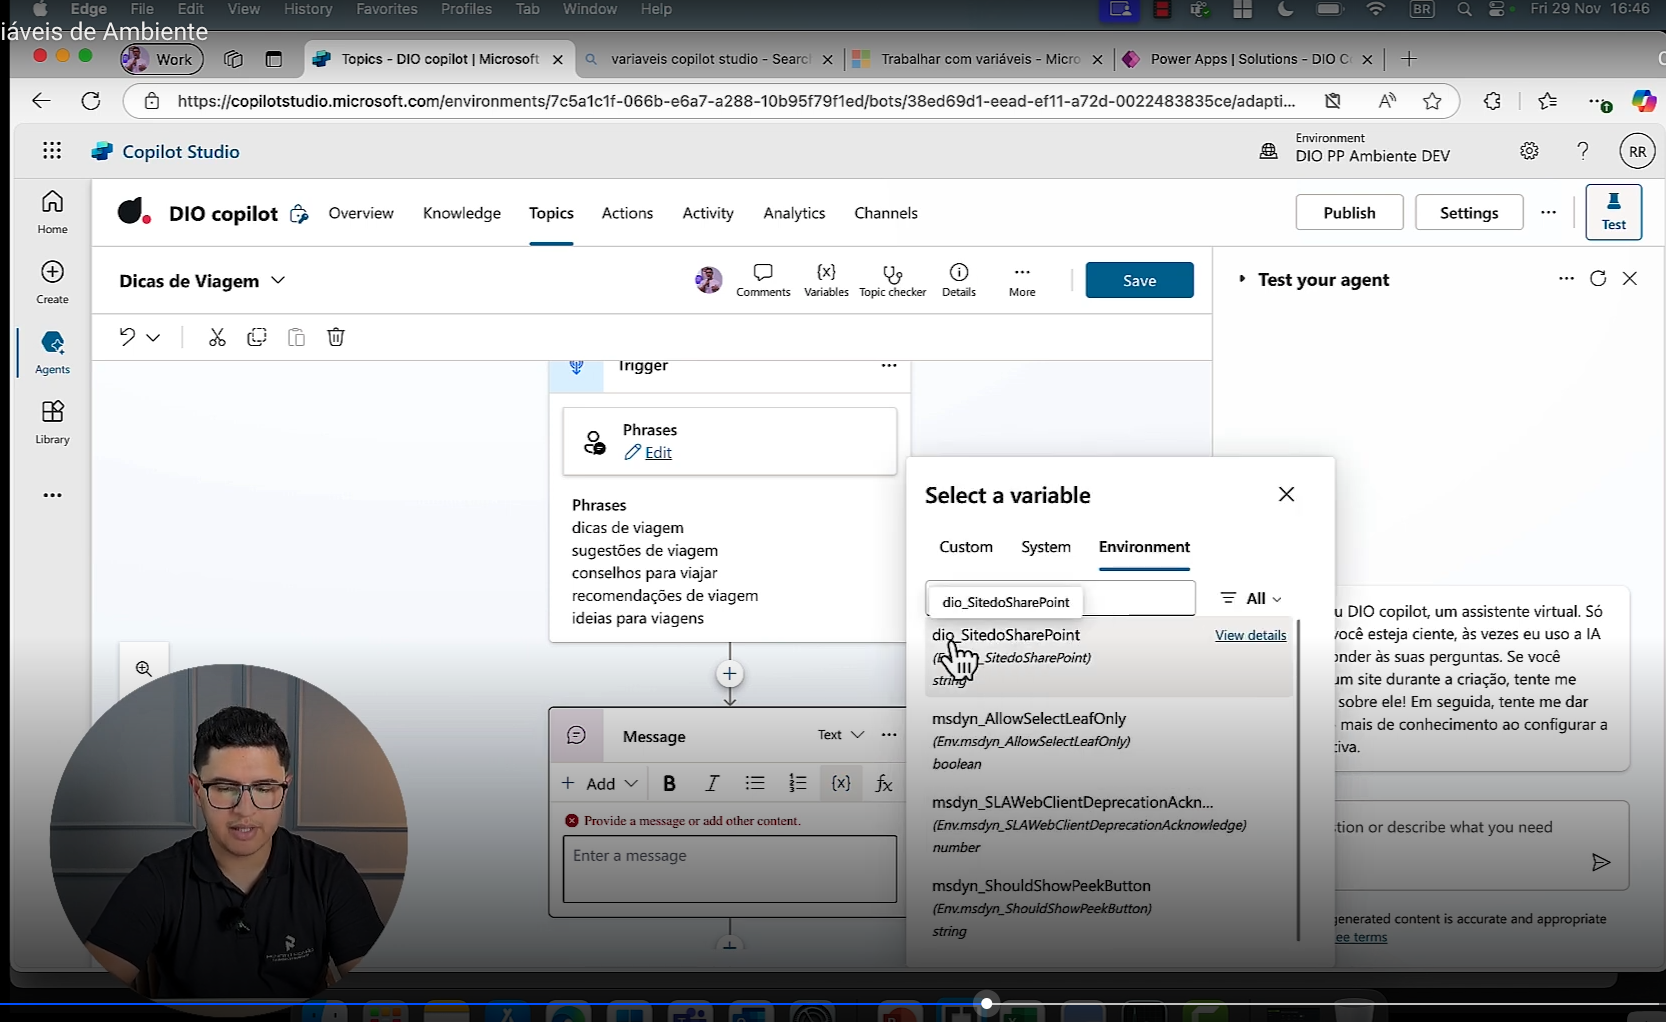 Edge File Edit View History Favorites Profiles Tab Window Help BR Fri 29 Nov 16:46
iáveis de Ambiente
Work Topics - DIO copilot | Microsoft variaveis copilot studio - Searc Trabalhar com variáveis - Micro Power Apps | Solutions - DIO C
https://copilotstudio.microsoft.com/environments/7c5a1c1f-066b-e6a7-a288-10b95f79f1ed/bots/38ed69d1-eead-ef11-a72d-0022483835ce/adapti...
Copilot Studio
Environment
DIO PP Ambiente DEV
RR
Home
Create
Agents
Library
DIO copilot Overview Knowledge Topics Actions Activity Analytics Channels Publish Settings Test
Dicas de Viagem
Comments Variables Topic checker Details More Save
Test your agent
Trigger
Phrases
Edit
Phrases
dicas de viagem
sugestões de viagem
conselhos para viajar
recomendações de viagem
ideias para viagens
Message Text
Add B I {x} fx
Provide a message or add other content.
Enter a message
Select a variable
Custom System Environment
dio_SitedoSharePoint
All
dio_SitedoSharePoint View details
_SitedoSharePoint)
string
msdyn_AllowSelectLeafOnly
(Env.msdyn_AllowSelectLeafOnly)
boolean
msdyn_SLAWebClientDeprecationAckn...
(Env.msdyn_SLAWebClientDeprecationAcknowledge)
number
msdyn_ShouldShowPeekButton
(Env.msdyn_ShouldShowPeekButton)
string
u DIO copilot, um assistente virtual. Só
você esteja ciente, às vezes eu uso a IA
onder às suas perguntas. Se você
um site durante a criação, tente me
sobre ele! Em seguida, tente me dar
mais de conhecimento ao configurar a
tiva.
tion or describe what you need
generated content is accurate and appropriate
ee terms